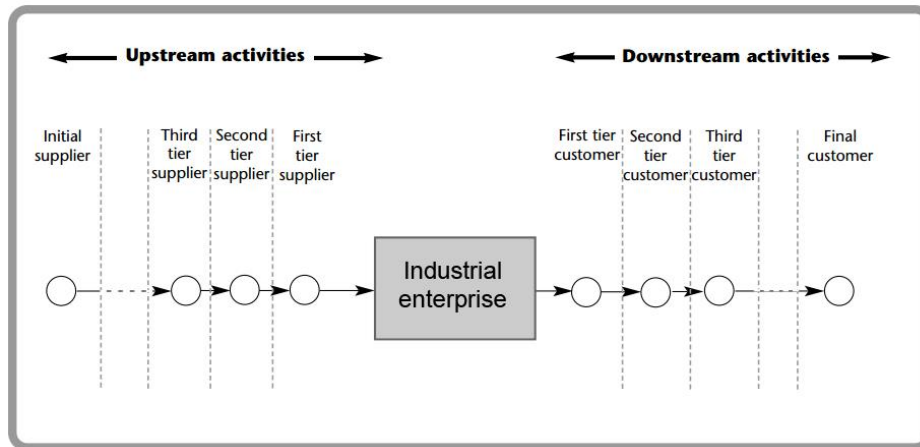 Upstream activities
Downstream activities
Initial
supplier
Third
tier
supplier
Second
tier
supplier
First
tier
supplier
First tier
customer
Second
tier
customer
Third
tier
customer
Final
customer
Industrial
enterprise